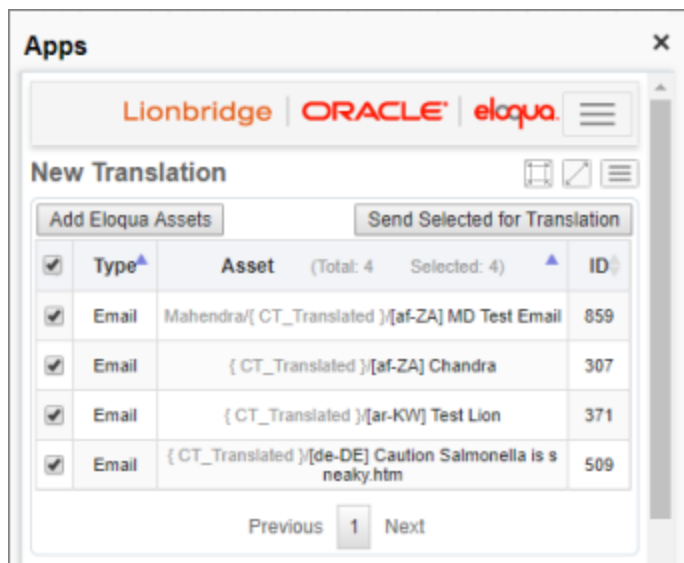 Apps
Lionbridge | ORACLE | eloqua.
New Translation
Add Eloqua Assets Send Selected for Translation
Type Asset (Total: 4 Selected: 4) ID
Email Mahendra/{ CT_Translated }/[af-ZA] MD Test Email 859
Email { CT_Translated }/[af-ZA] Chandra 307
Email { CT_Translated }/[ar-KW] Test Lion 371
Email { CT_Translated }/[de-DE] Caution Salmonella is s 509
neaky.htm
Previous 1 Next